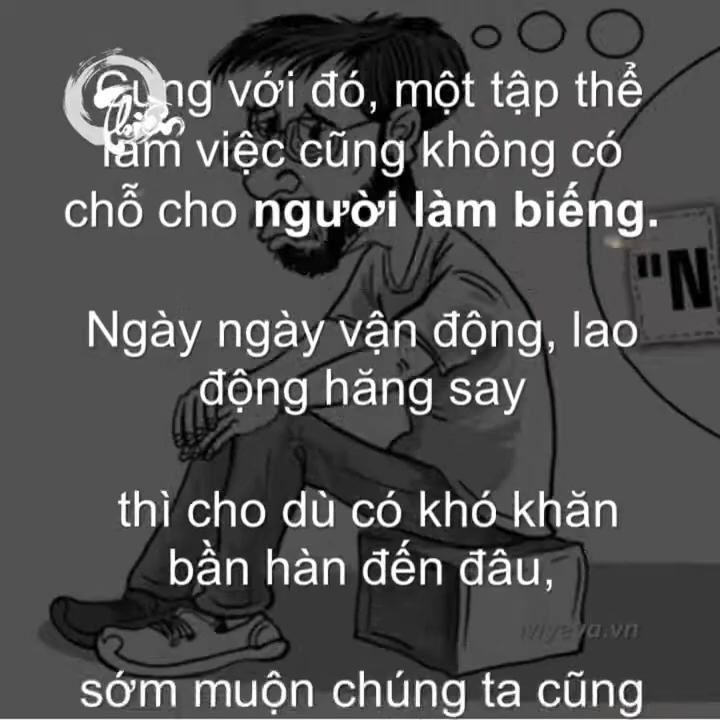 Cùng với đó, một tập thể
làm việc cũng không có
chỗ cho người làm biếng.
Ngày ngày vận động, lao
động hăng say
thì cho dù có khó khăn
bần hàn đến đâu,
sớm muộn chúng ta cũng
Thiên
"N